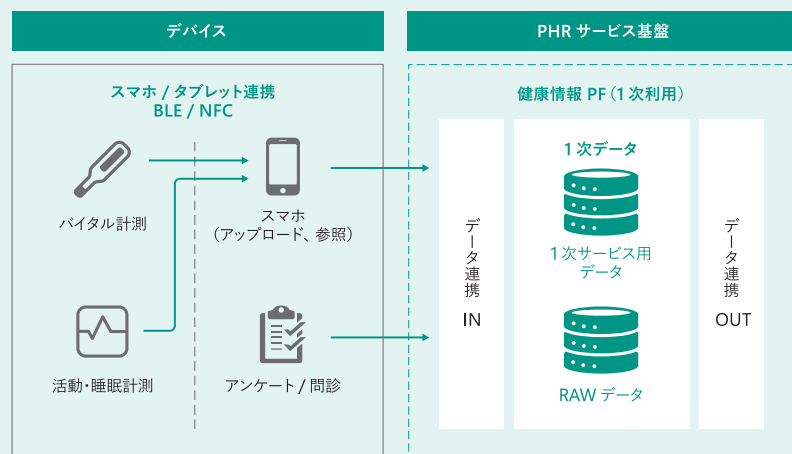 デバイス
PHR サービス基盤
スマホ / タブレット連携
BLE / NFC
バイタル計測
スマホ
（アップロード、参照）
活動・睡眠計測
アンケート / 問診
健康情報 PF（1 次利用）
データ連携
IN
1 次データ
1 次サービス用
データ
RAW データ
データ連携
OUT